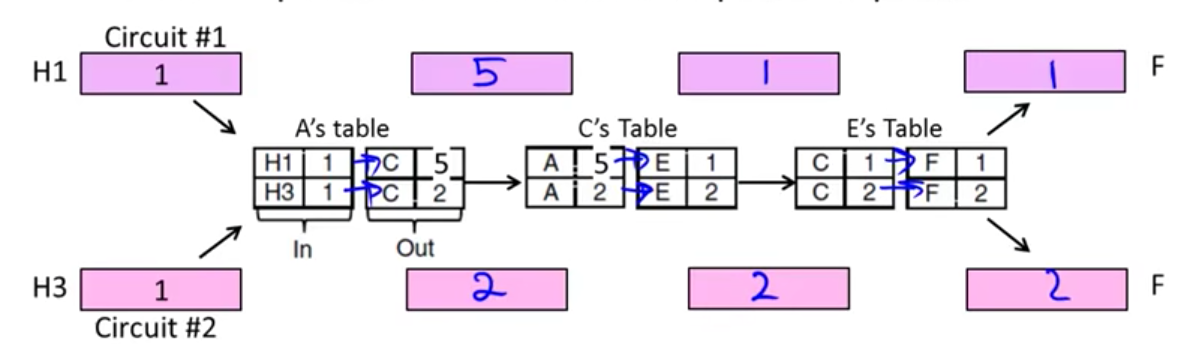 Circuit #1
H1 1 5 1 1 F
A's table C's Table E's Table
H1 1 C 5 A 5 E 1 C 1 F 1
H3 1 C 2 A 2 E 2 C 2 F 2
In Out
H3 1 2 2 2 F
Circuit #2